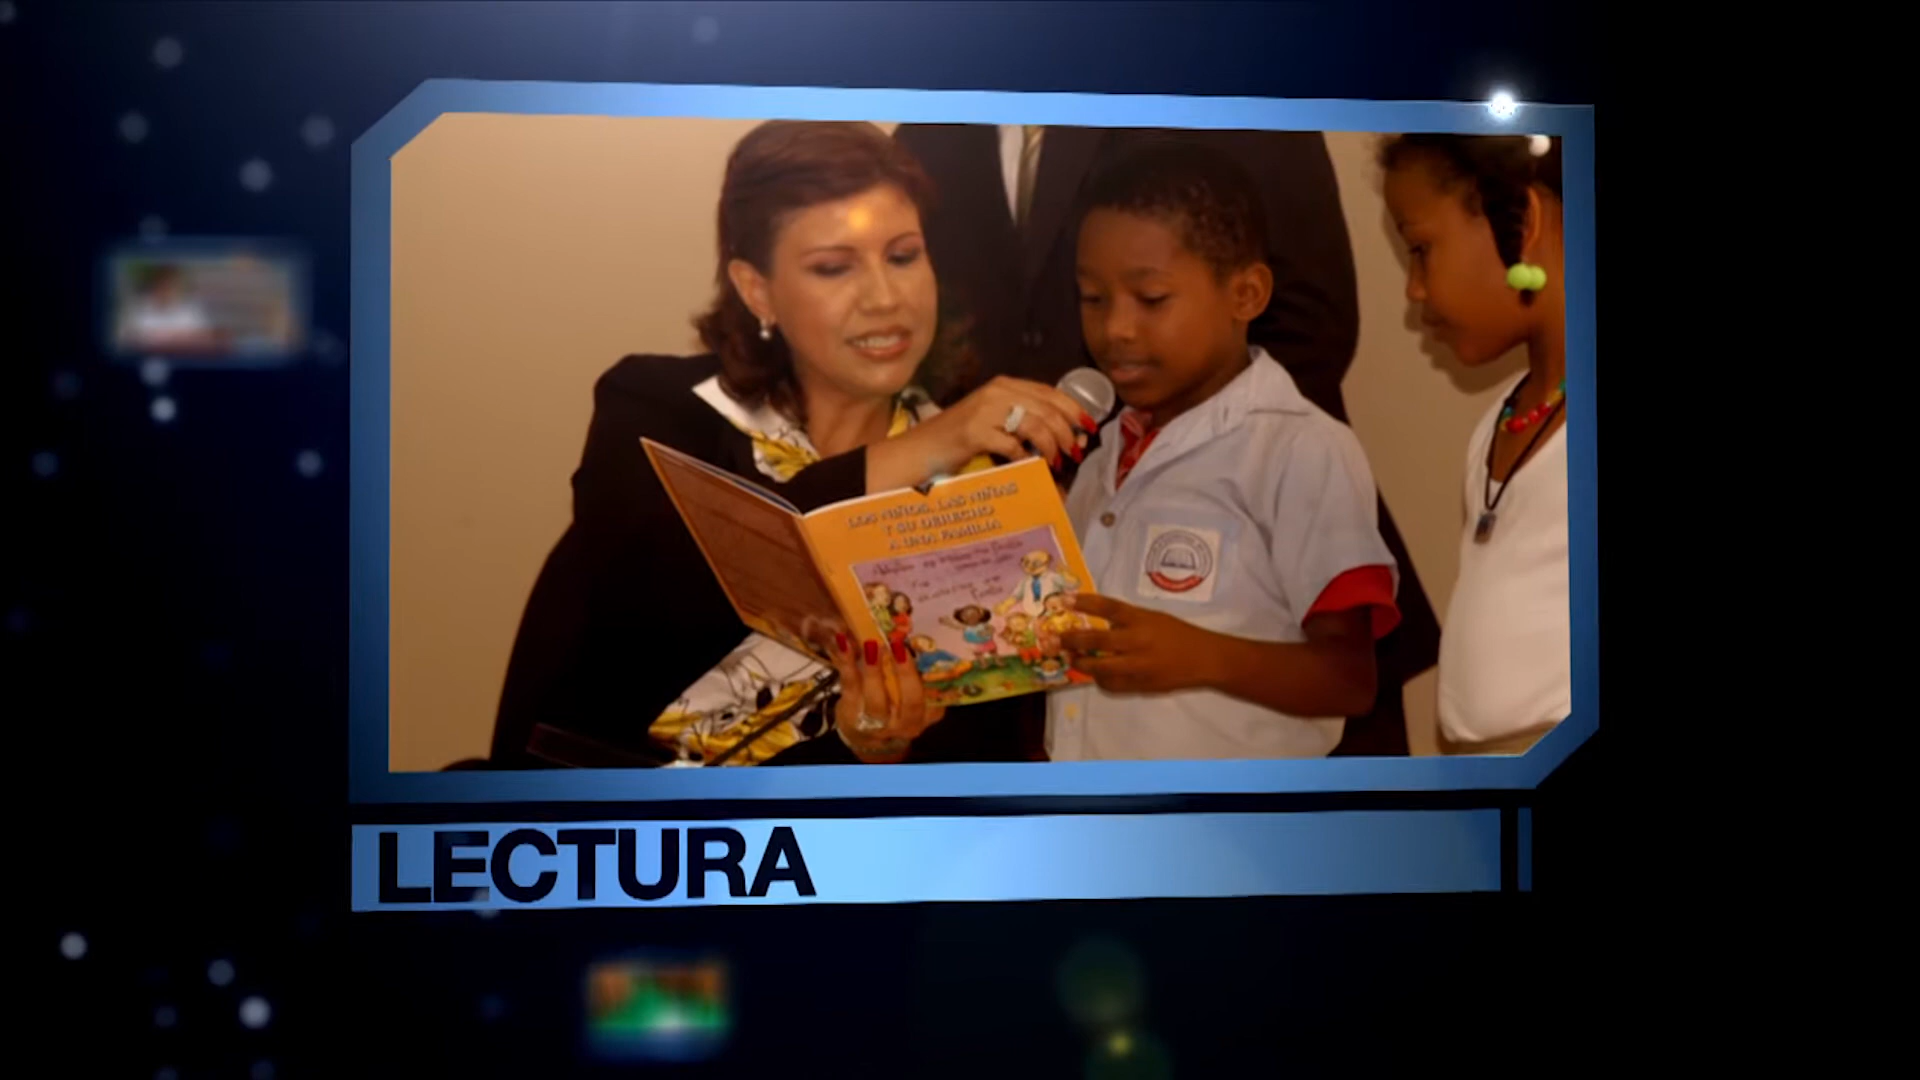 LOS NIÑOS, LAS NIÑAS
Y SU DERECHO
A UNA FAMILIA
LECTURA